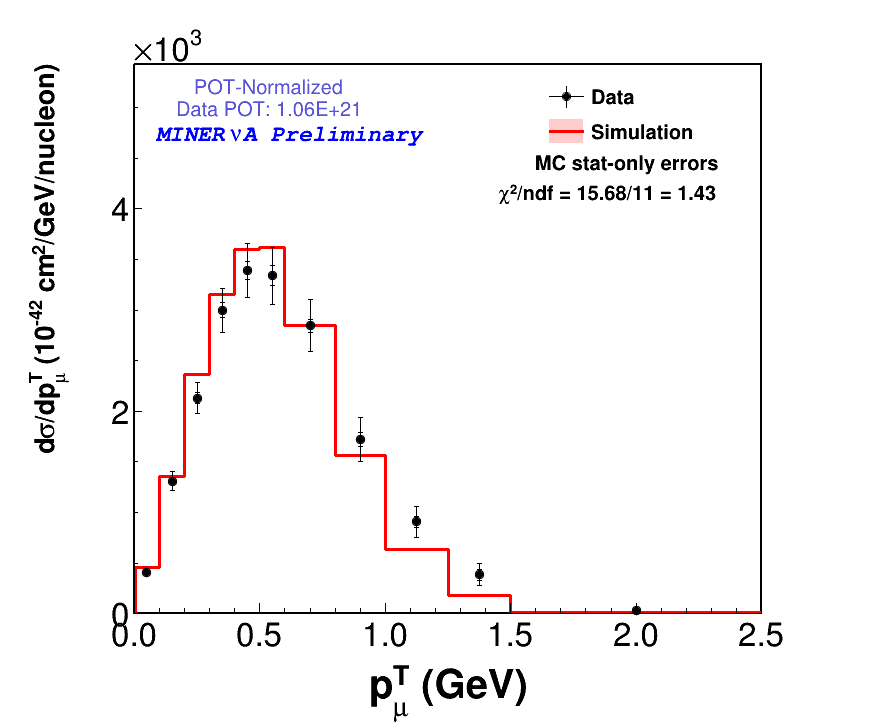 ×10³
POT-Normalized
Data POT: 1.06E+21
MINERνA Preliminary
Data
Simulation
MC stat-only errors
χ²/ndf = 15.68/11 = 1.43
dσ/dp^T_μ (10⁻⁴² cm²/GeV/nucleon)
4
2
0
0.0 0.5 1.0 1.5 2.0 2.5
p^T_μ (GeV)